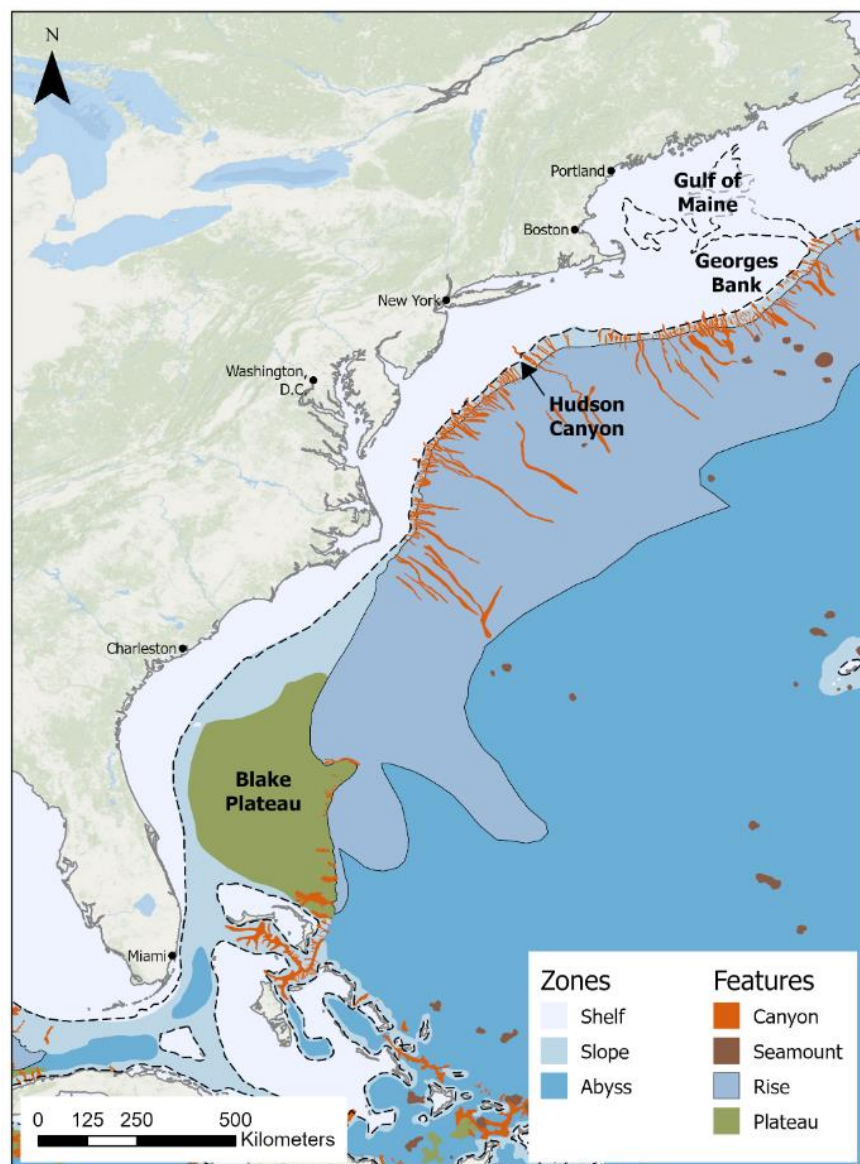 N
Portland
Gulf of
Maine
Boston
Georges
Bank
New York
Washington,
D.C.
Hudson
Canyon
Charleston
Blake
Plateau
Miami
Zones
Shelf
Slope
Abyss
Features
Canyon
Seamount
Rise
Plateau
0 125 250 500
Kilometers